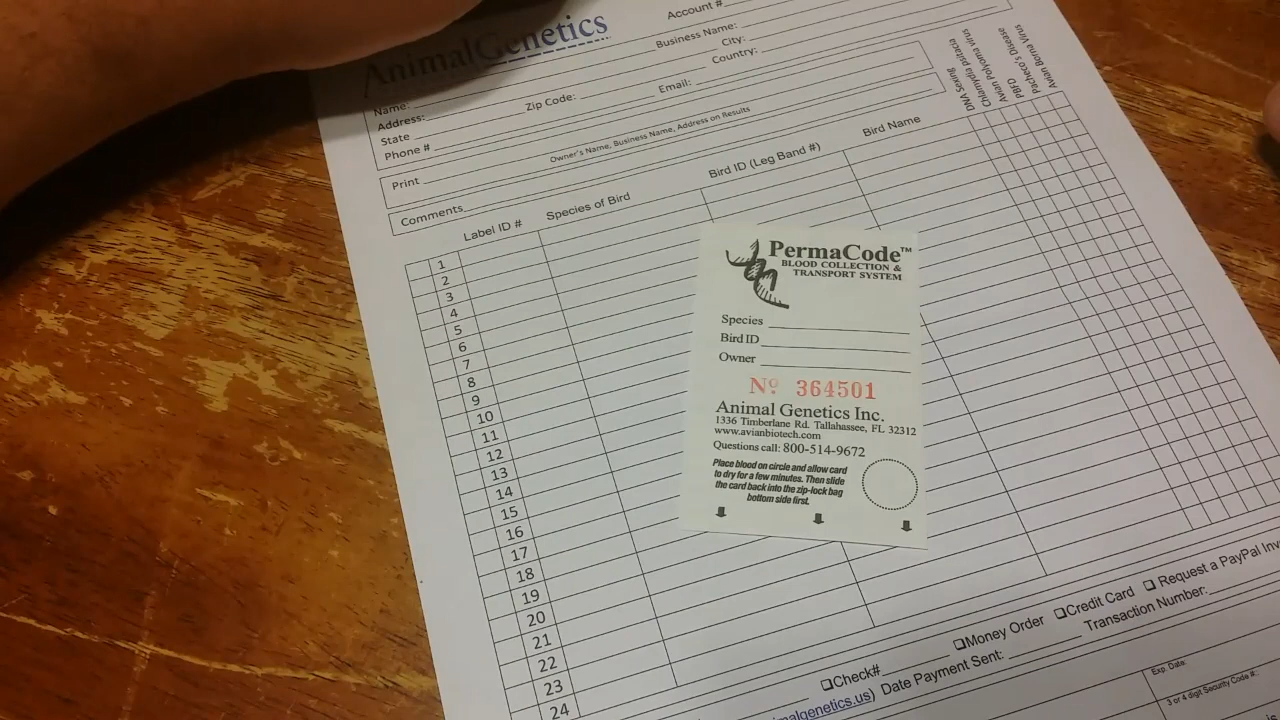 AnimalGenetics
Account #
Business Name:
Name:
City:
Address:
Zip Code:
Country:
State
Email:
Phone #
Owner's Name, Business Name, Address on Results
Print
Comments
Label ID #
Species of Bird
Bird ID (Leg Band #)
Bird Name
DNA Sexing
Chlamydia psittacia
Avian Polyoma virus
PBFD
Pacheco's Disease
Avian Borna Virus
1
2
3
4
5
6
7
8
9
10
11
12
13
14
15
16
17
18
19
20
21
22
23
24
PermaCode™
BLOOD COLLECTION &
TRANSPORT SYSTEM
Species
Bird ID
Owner
Nº 364501
Animal Genetics Inc.
1336 Timberlane Rd. Tallahassee, FL 32312
www.avianbiotech.com
Questions call: 800-514-9672
Place blood on circle and allow card
to dry for a few minutes. Then slide
the card back into the zip-lock bag
bottom side first.
❑Check# ❑Money Order ❑Credit Card ❑Request a PayPal
malgenetics.us) Date Payment Sent: Transaction Number:
Exp. Date:
3 or 4 digit Security Code#: